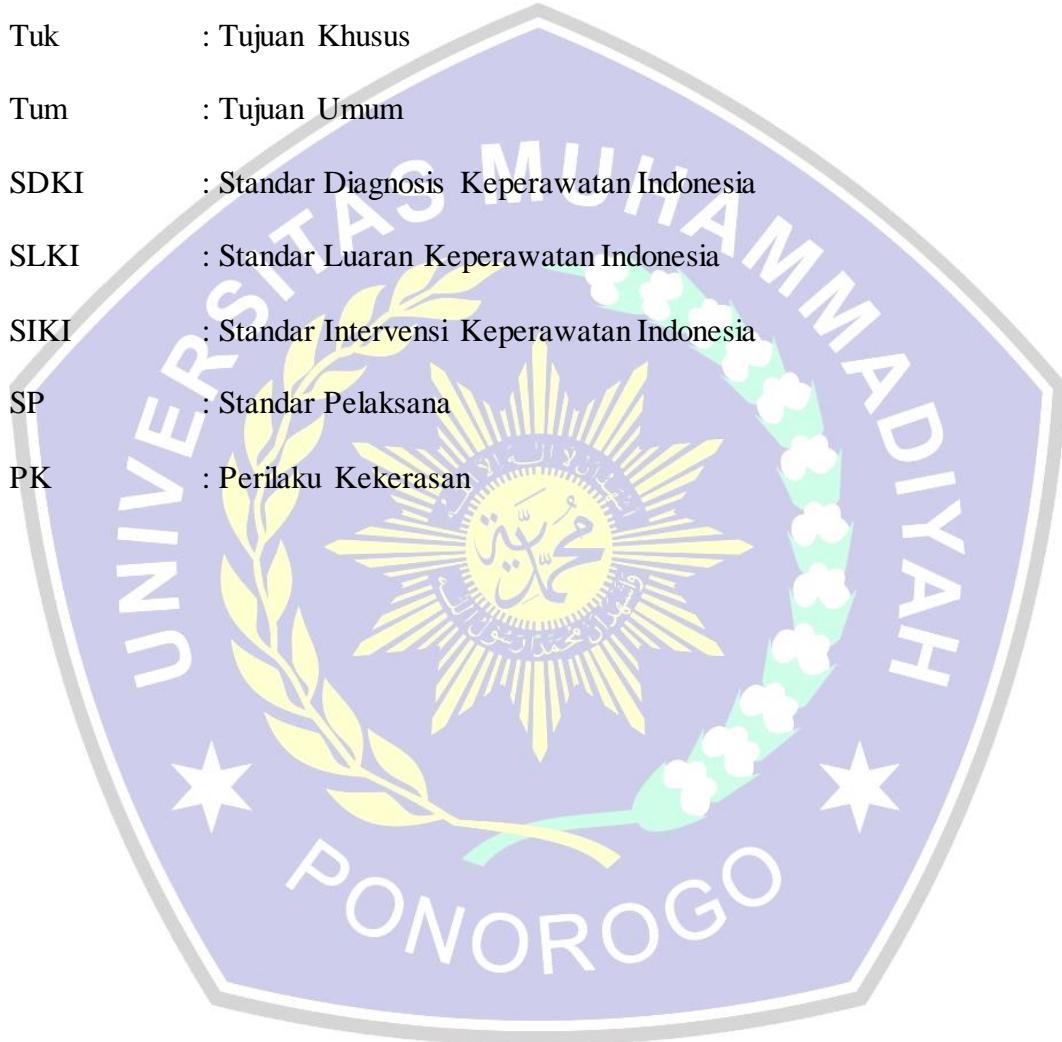 Tuk : Tujuan Khusus
Tum : Tujuan Umum
SDKI : Standar Diagnosis Keperawatan Indonesia
SLKI : Standar Luaran Keperawatan Indonesia
SIKI : Standar Intervensi Keperawatan Indonesia
SP : Standar Pelaksana
PK : Perilaku Kekerasan
UNIVERSITAS MUHAMMADIYAH
محمدية
PONOROGO